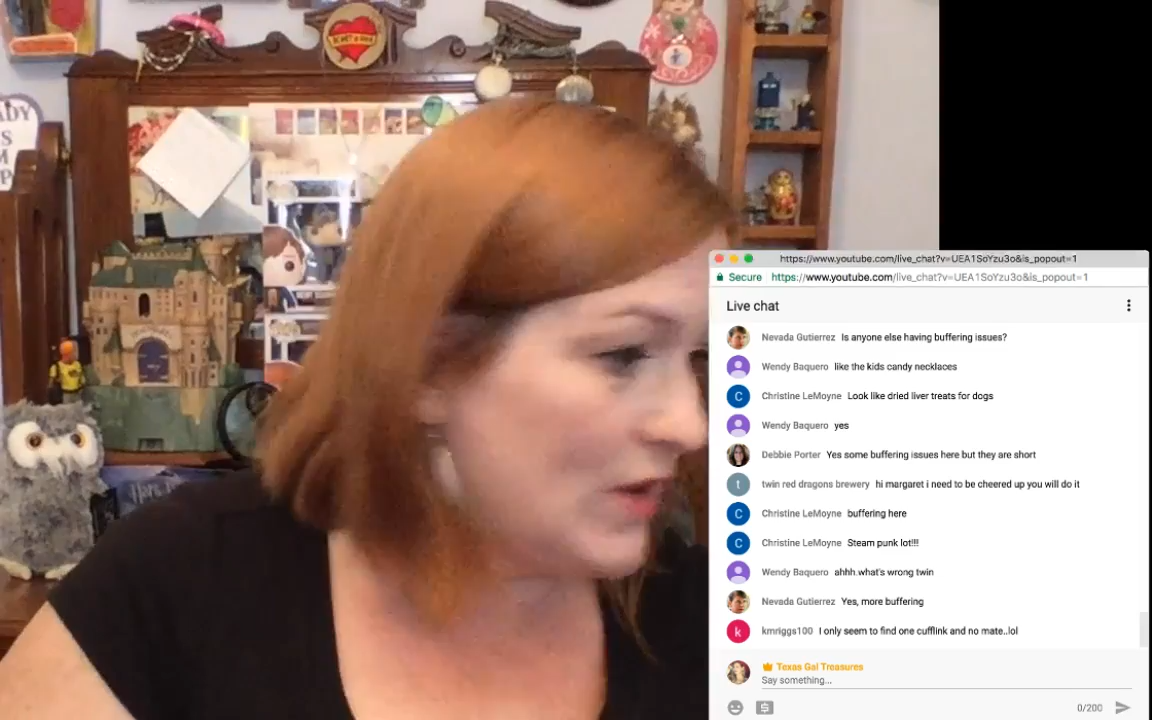 https://www.youtube.com/live_chat?v=UEA1SoYzu3o&is_popout=1
Secure https://www.youtube.com/live_chat?v=UEA1SoYzu3o&is_popout=1
Live chat
Nevada Gutierrez Is anyone else having buffering issues?
Wendy Baquero like the kids candy necklaces
C Christine LeMoyne Look like dried liver treats for dogs
Wendy Baquero yes
Debbie Porter Yes some buffering issues here but they are short
t twin red dragons brewery hi margaret i need to be cheered up you will do it
C Christine LeMoyne buffering here
C Christine LeMoyne Steam punk lot!!!
Wendy Baquero ahhh.what's wrong twin
Nevada Gutierrez Yes, more buffering
k kmriggs100 I only seem to find one cufflink and no mate..lol
Texas Gal Treasures
Say something...
0/200